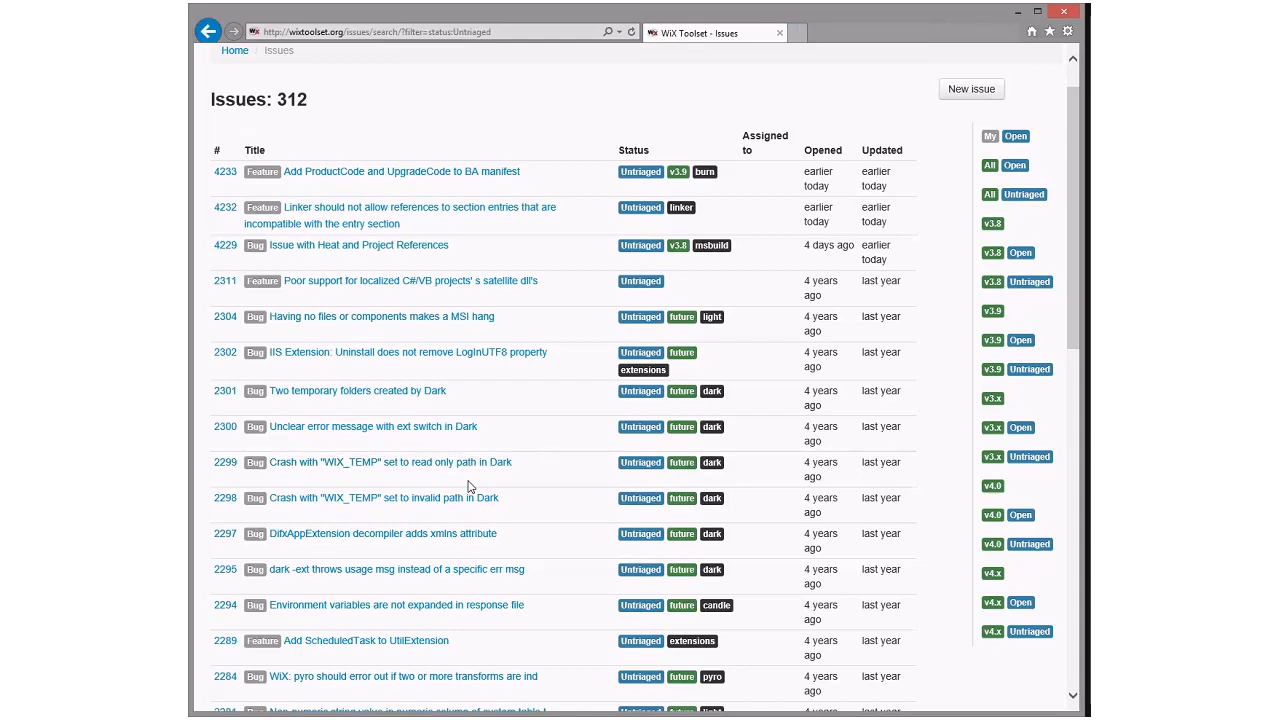 http://wixtoolset.org/issues/search/?filter=status:Untriaged
WiX Toolset - Issues
Home / Issues
Issues: 312
New issue
# Title Status Assigned to Opened Updated
4233 Feature Add ProductCode and UpgradeCode to BA manifest Untriaged v3.9 burn earlier today earlier today
4232 Feature Linker should not allow references to section entries that are
incompatible with the entry section Untriaged linker earlier today earlier today
4229 Bug Issue with Heat and Project References Untriaged v3.8 msbuild 4 days ago earlier today
2311 Feature Poor support for localized C#/VB projects' s satellite dll's Untriaged 4 years ago last year
2304 Bug Having no files or components makes a MSI hang Untriaged future light 4 years ago last year
2302 Bug IIS Extension: Uninstall does not remove LogInUTF8 property Untriaged future extensions 4 years ago last year
2301 Bug Two temporary folders created by Dark Untriaged future dark 4 years ago last year
2300 Bug Unclear error message with ext switch in Dark Untriaged future dark 4 years ago last year
2299 Bug Crash with "WIX_TEMP" set to read only path in Dark Untriaged future dark 4 years ago last year
2298 Bug Crash with "WIX_TEMP" set to invalid path in Dark Untriaged future dark 4 years ago last year
2297 Bug DifxAppExtension decompiler adds xmlns attribute Untriaged future dark 4 years ago last year
2295 Bug dark -ext throws usage msg instead of a specific err msg Untriaged future dark 4 years ago last year
2294 Bug Environment variables are not expanded in response file Untriaged future candle 4 years ago last year
2289 Feature Add ScheduledTask to UtilExtension Untriaged extensions 4 years ago last year
2284 Bug WiX: pyro should error out if two or more transforms are ind Untriaged future pyro 4 years ago last year
My Open
All Open
All Untriaged
v3.8
v3.8 Open
v3.8 Untriaged
v3.9
v3.9 Open
v3.9 Untriaged
v3.x
v3.x Open
v3.x Untriaged
v4.0
v4.0 Open
v4.0 Untriaged
v4.x
v4.x Open
v4.x Untriaged